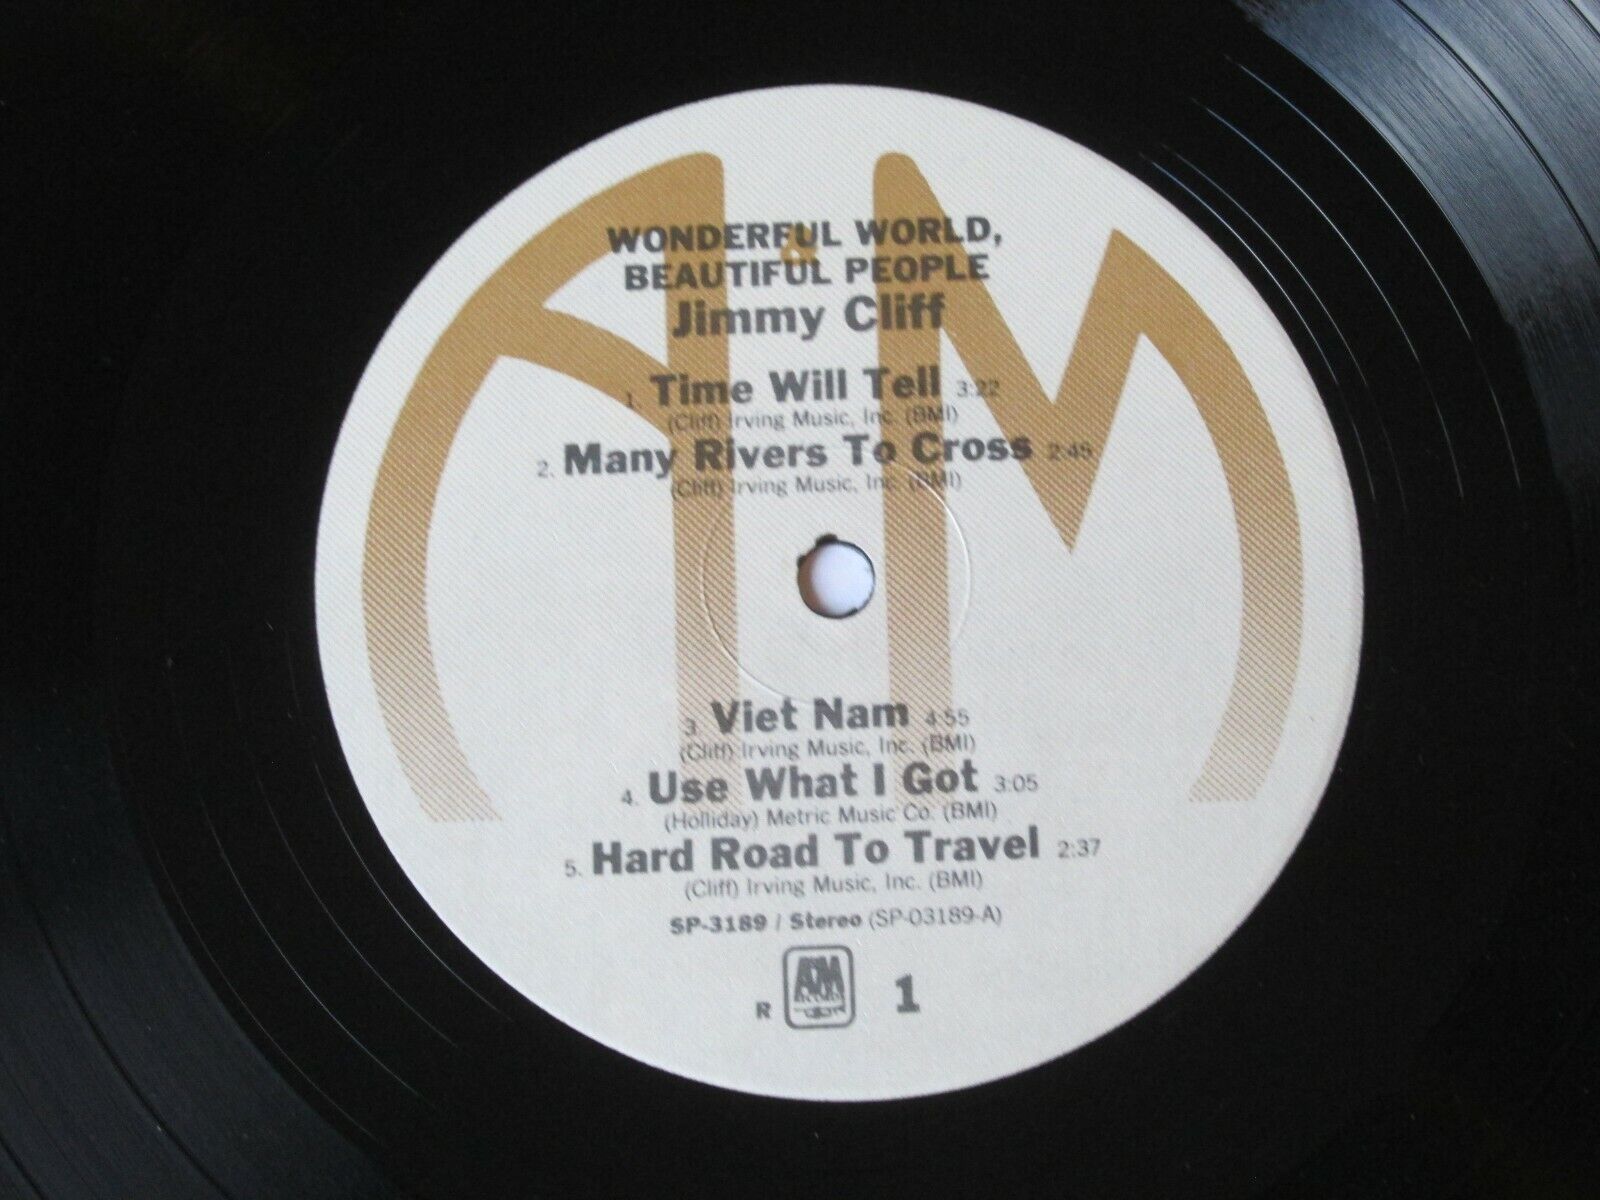 A&M
WONDERFUL WORLD,
BEAUTIFUL PEOPLE
Jimmy Cliff
1. Time Will Tell 3:22
(Cliff) Irving Music, Inc. (BMI)
2. Many Rivers To Cross 2:45
(Cliff) Irving Music, Inc. (BMI)
3. Viet Nam 4:55
(Cliff) Irving Music, Inc. (BMI)
4. Use What I Got 3:05
(Holliday) Metric Music Co. (BMI)
5. Hard Road To Travel 2:37
(Cliff) Irving Music, Inc. (BMI)
SP-3189 / Stereo (SP-03189-A)
R A&M RECORDS 1